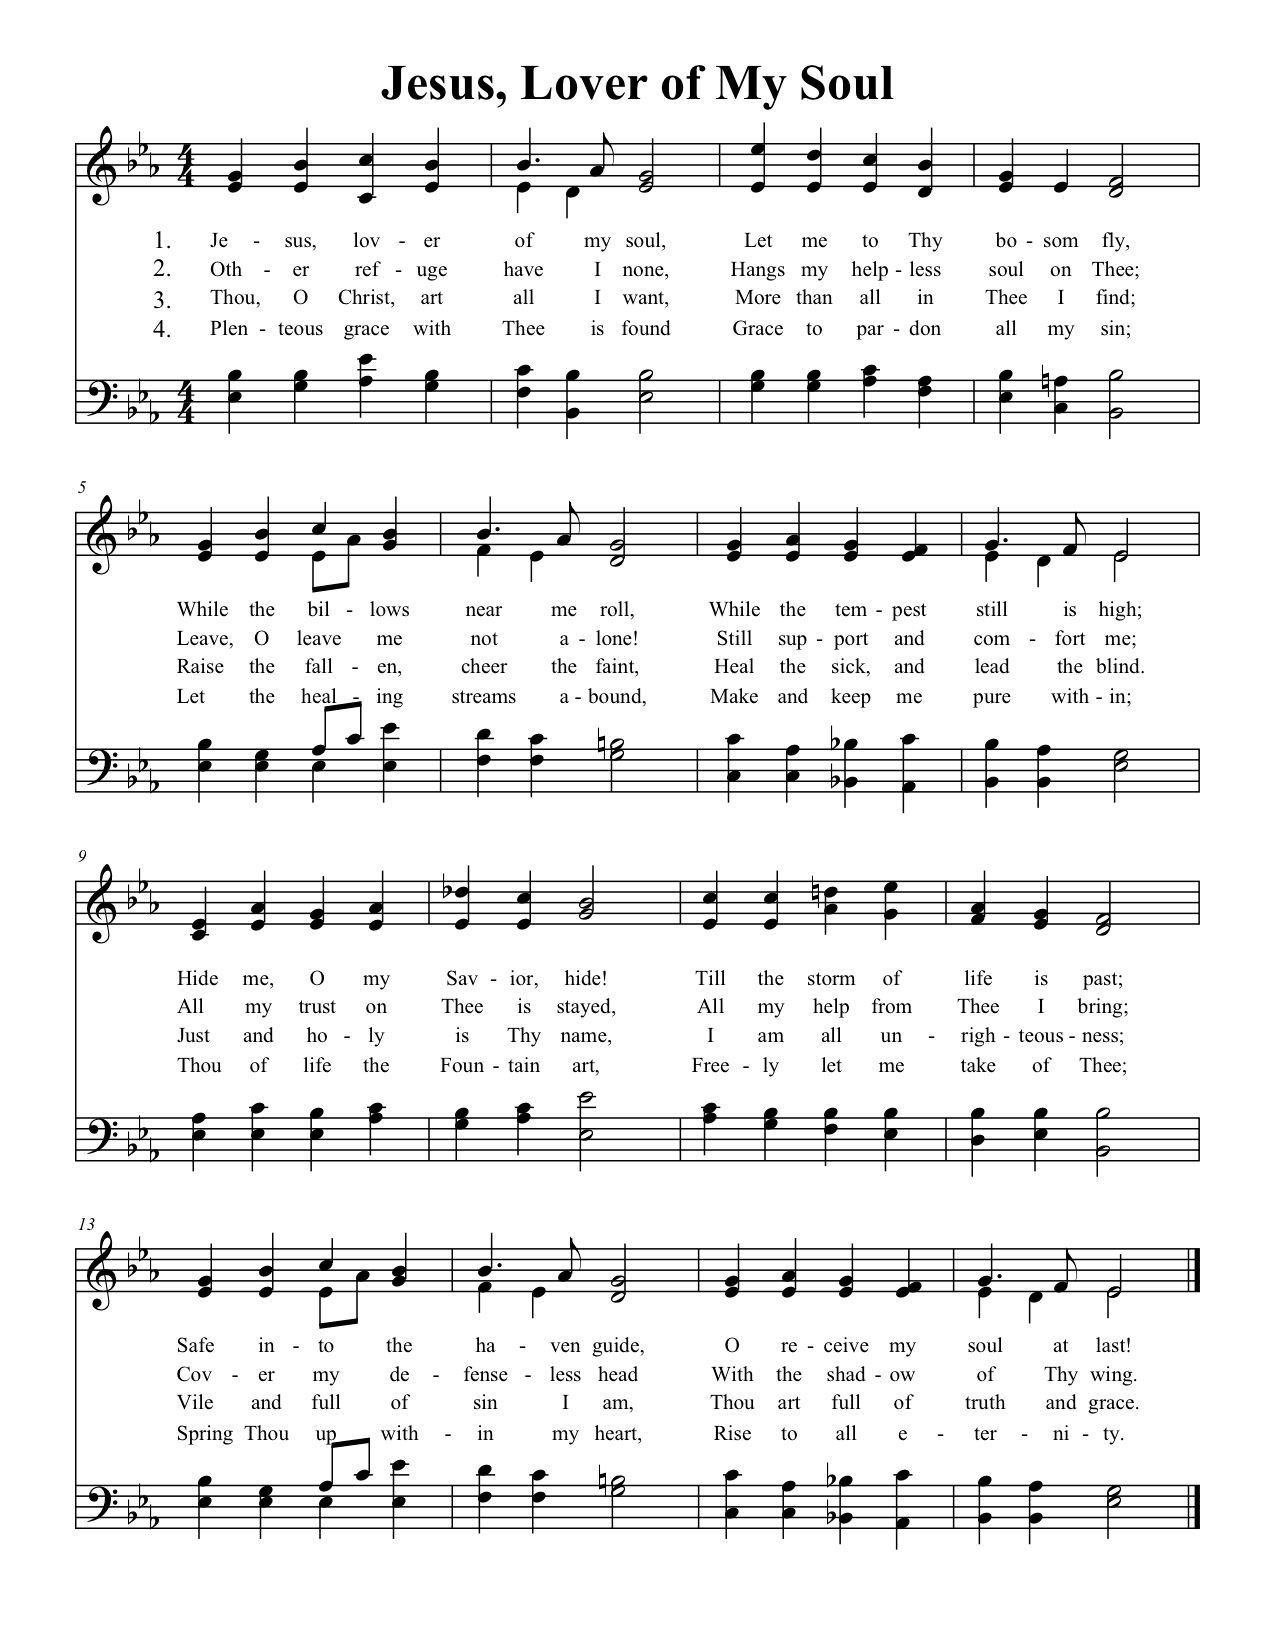 Jesus, Lover of My Soul
1. Je - sus, lov - er of my soul, Let me to Thy bo - som fly,
2. Oth - er ref - uge have I none, Hangs my help - less soul on Thee;
3. Thou, O Christ, art all I want, More than all in Thee I find;
4. Plen - teous grace with Thee is found Grace to par - don all my sin;
5
While the bil - lows near me roll, While the tem - pest still is high;
Leave, O leave me not a - lone! Still sup - port and com - fort me;
Raise the fall - en, cheer the faint, Heal the sick, and lead the blind.
Let the heal - ing streams a - bound, Make and keep me pure with - in;
9
Hide me, O my Sav - ior, hide! Till the storm of life is past;
All my trust on Thee is stayed, All my help from Thee I bring;
Just and ho - ly is Thy name, I am all un - righ - teous - ness;
Thou of life the Foun - tain art, Free - ly let me take of Thee;
13
Safe in - to the ha - ven guide, O re - ceive my soul at last!
Cov - er my de - fense - less head With the shad - ow of Thy wing.
Vile and full of sin I am, Thou art full of truth and grace.
Spring Thou up with - in my heart, Rise to all e - ter - ni - ty.